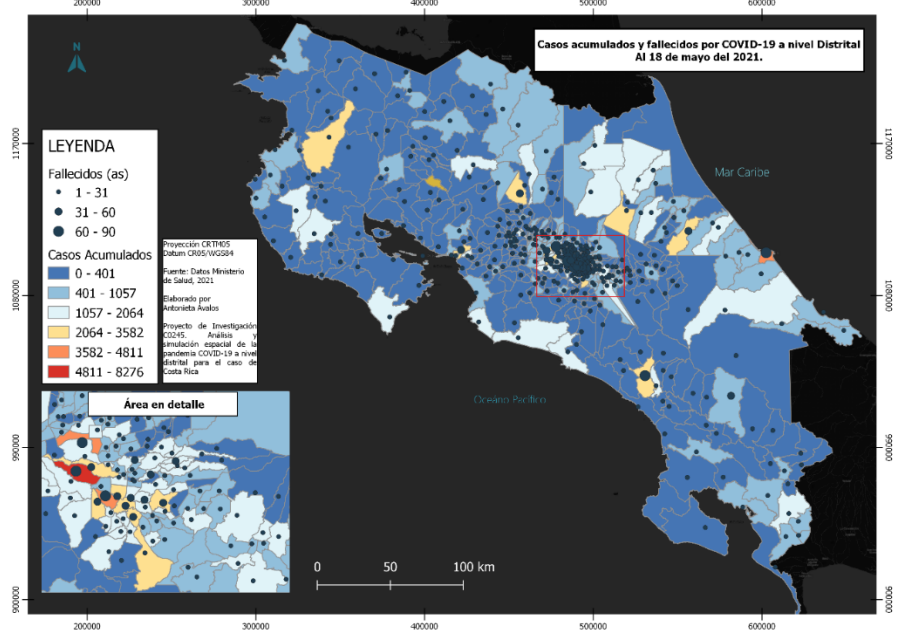 200000 300000 400000 500000 600000
Casos acumulados y fallecidos por COVID-19 a nivel Distrital
Al 18 de mayo del 2021.
N
1170000
1170000
LEYENDA
Fallecidos (as)
1 - 31
31 - 60
60 - 90
Casos Acumulados
0 - 401
401 - 1057
1057 - 2064
2064 - 3582
3582 - 4811
4811 - 8276
Proyección CRTM05
Datum CR05/WGS84
Fuente: Datos Ministerio
de Salud, 2021
Elaborado por
Antonieta Avalos
Proyecto de Investigación
C0245. Análisis y
simulación espacial de la
pandemia COVID-19 a nivel
distrital para el caso de
Costa Rica
Mar Caribe
1080000
1080000
Océano Pacífico
Área en detalle
990000
990000
0 50 100 km
900000
900000
200000 300000 400000 500000 600000